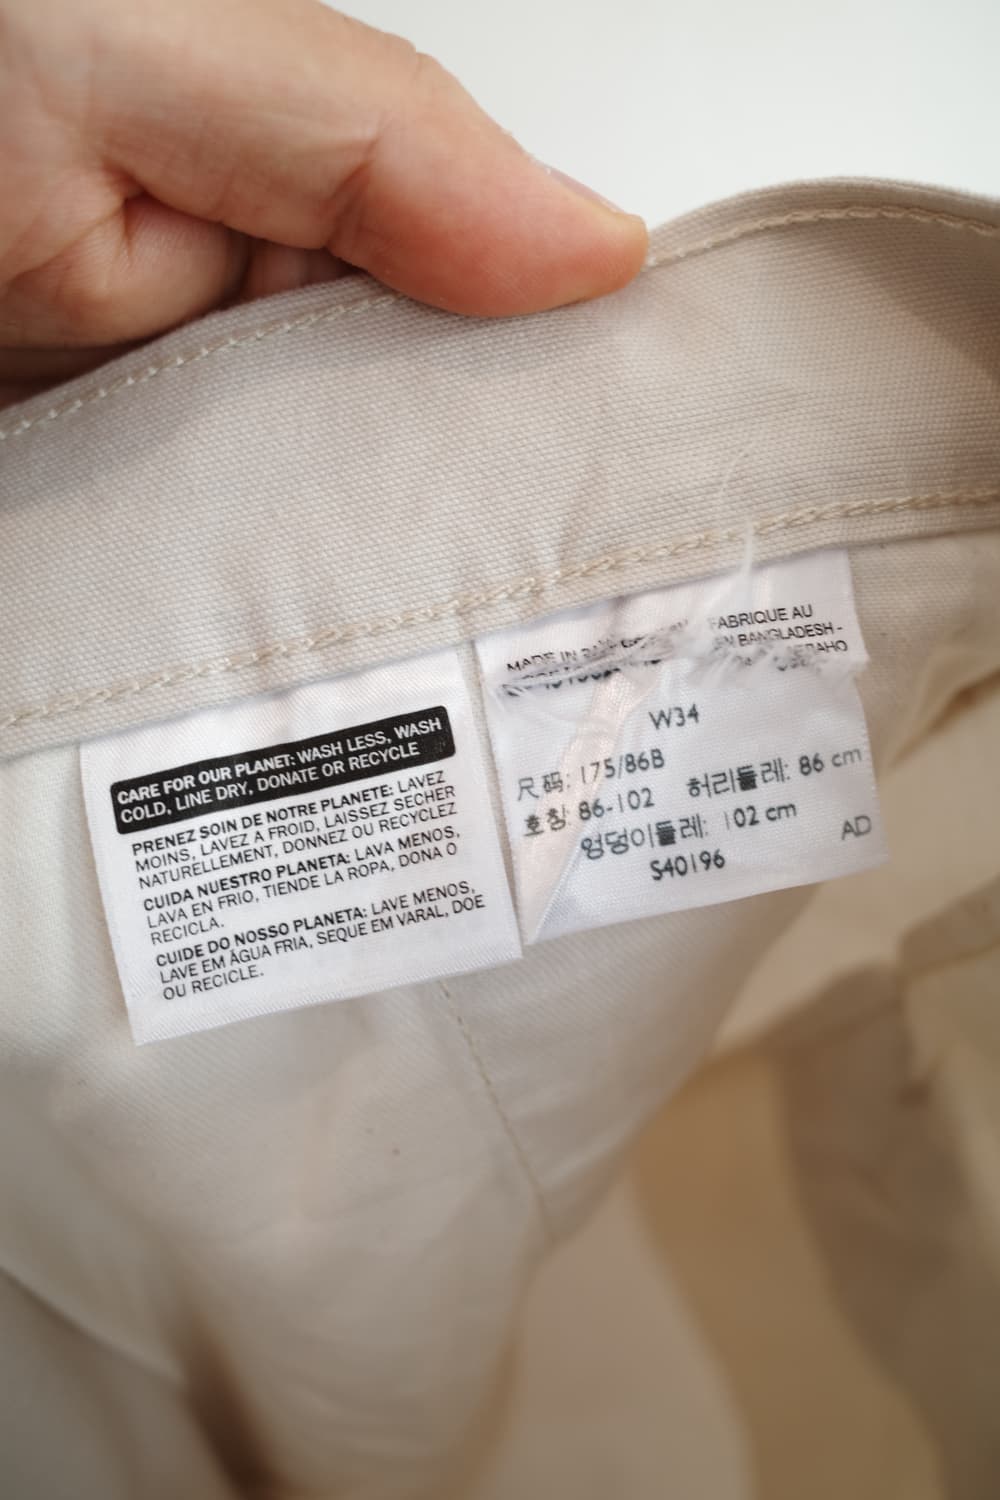 CARE FOR OUR PLANET: WASH LESS, WASH
COLD, LINE DRY, DONATE OR RECYCLE
PRENEZ SOIN DE NOTRE PLANETE: LAVEZ
MOINS, LAVEZ A FROID, LAISSEZ SECHER
NATURELLEMENT, DONNEZ OU RECYCLEZ
CUIDA NUESTRO PLANETA: LAVA MENOS,
LAVA EN FRIO, TIENDE LA ROPA, DONA O
RECICLA.
CUIDE DO NOSSO PLANETA: LAVE MENOS,
LAVE EM ÁGUA FRIA, SEQUE EM VARAL, DOE
OU RECICLE.
MADE IN
FABRIQUE AU
EN BANGLADESH -
W34
尺码: 175/86B
호칭: 86-102 허리둘레: 86 cm
엉덩이둘레: 102 cm
S40196
AD